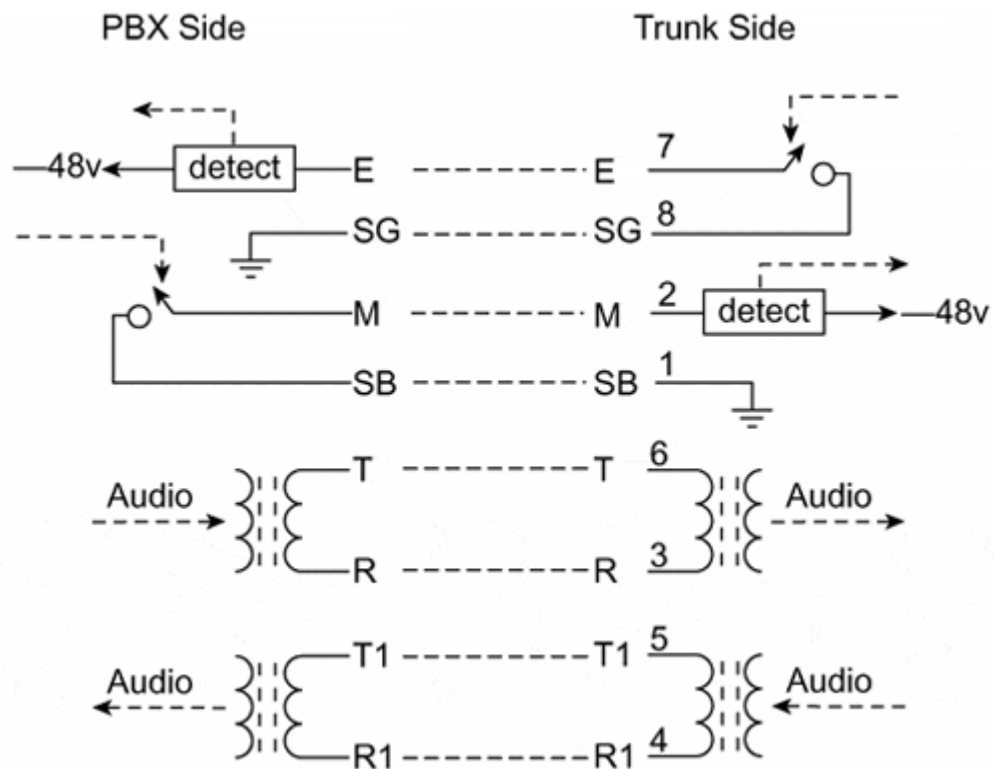 PBX Side Trunk Side
—48v detect E E 7
SG SG 8
M M 2 detect —48v
SB SB 1
T T 6
Audio Audio
R R 3
T1 T1 5
Audio Audio
R1 R1 4